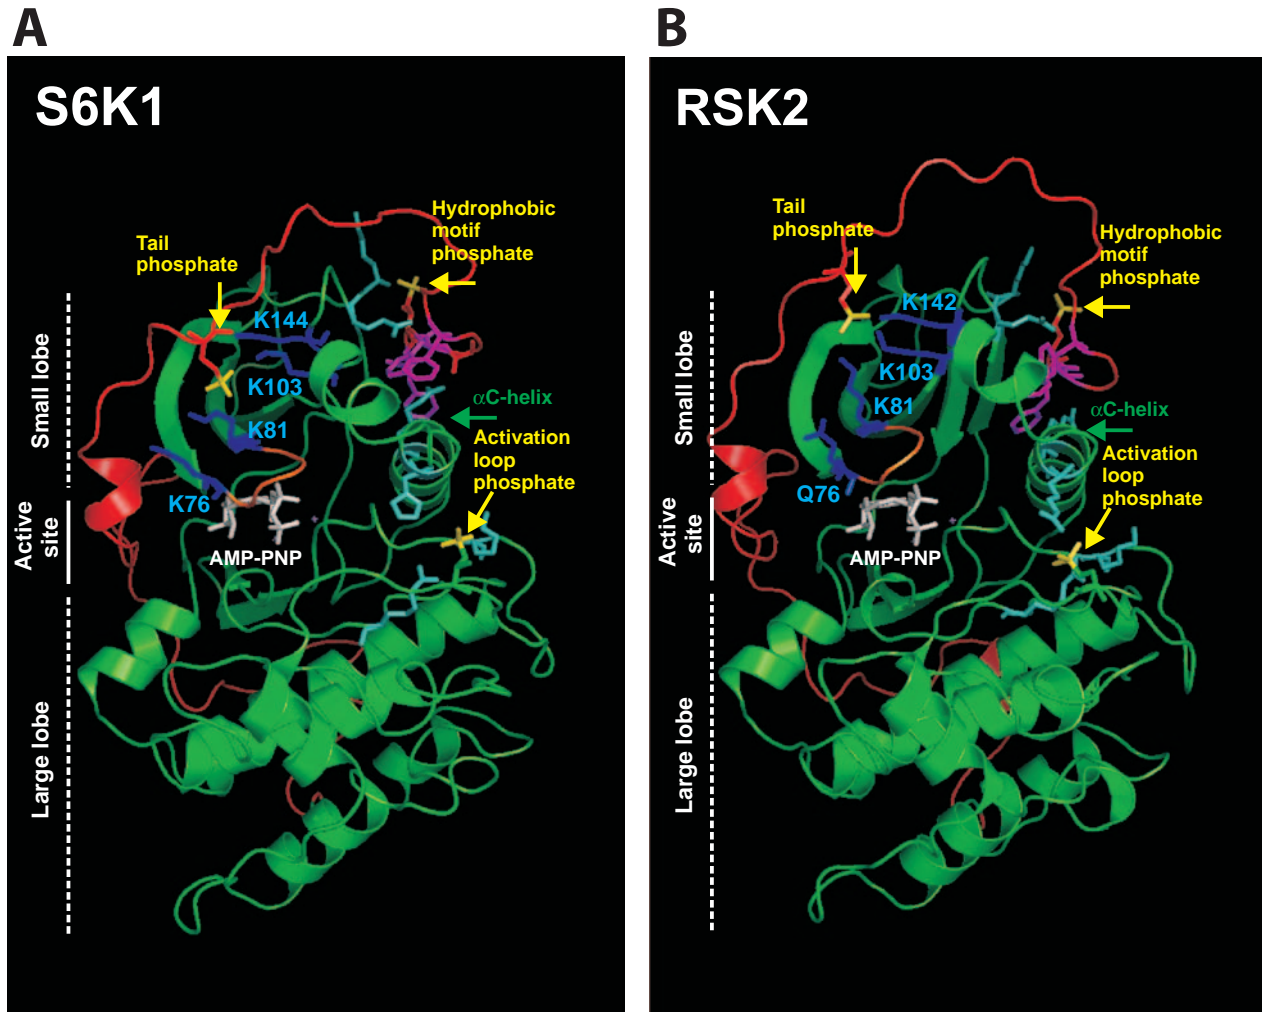 A
S6K1
Tail
phosphate
Hydrophobic
motif
phosphate
K144
K103
K81
K76
αC-helix
Activation
loop
phosphate
AMP-PNP
Small lobe
Active
site
Large lobe
B
RSK2
Tail
phosphate
Hydrophobic
motif
phosphate
K142
K103
K81
Q76
αC-helix
Activation
loop
phosphate
AMP-PNP
Small lobe
Active
site
Large lobe